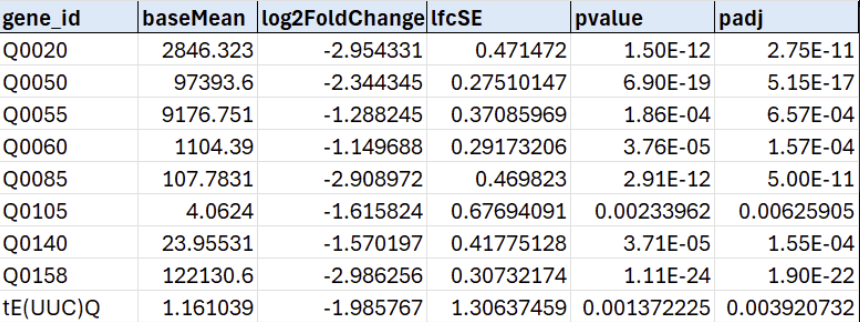 gene_id baseMean log2FoldChange lfcSE pvalue padj
Q0020 2846.323 -2.954331 0.471472 1.50E-12 2.75E-11
Q0050 97393.6 -2.344345 0.27510147 6.90E-19 5.15E-17
Q0055 9176.751 -1.288245 0.37085969 1.86E-04 6.57E-04
Q0060 1104.39 -1.149688 0.29173206 3.76E-05 1.57E-04
Q0085 107.7831 -2.908972 0.469823 2.91E-12 5.00E-11
Q0105 4.0624 -1.615824 0.67694091 0.00233962 0.00625905
Q0140 23.95531 -1.570197 0.41775128 3.71E-05 1.55E-04
Q0158 122130.6 -2.986256 0.30732174 1.11E-24 1.90E-22
tE(UUC)Q 1.161039 -1.985767 1.30637459 0.001372225 0.003920732